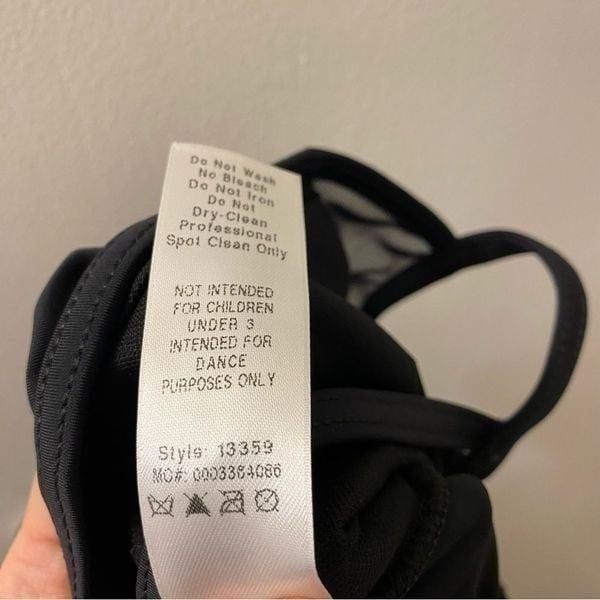 Do Not Wash
No Bleach
Do Not Iron
Do Not
Dry-Clean
Professional
Spot Clean Only
NOT INTENDED
FOR CHILDREN
UNDER 3
INTENDED FOR
DANCE
PURPOSES ONLY
Style: 13359
MO#: 0003384086